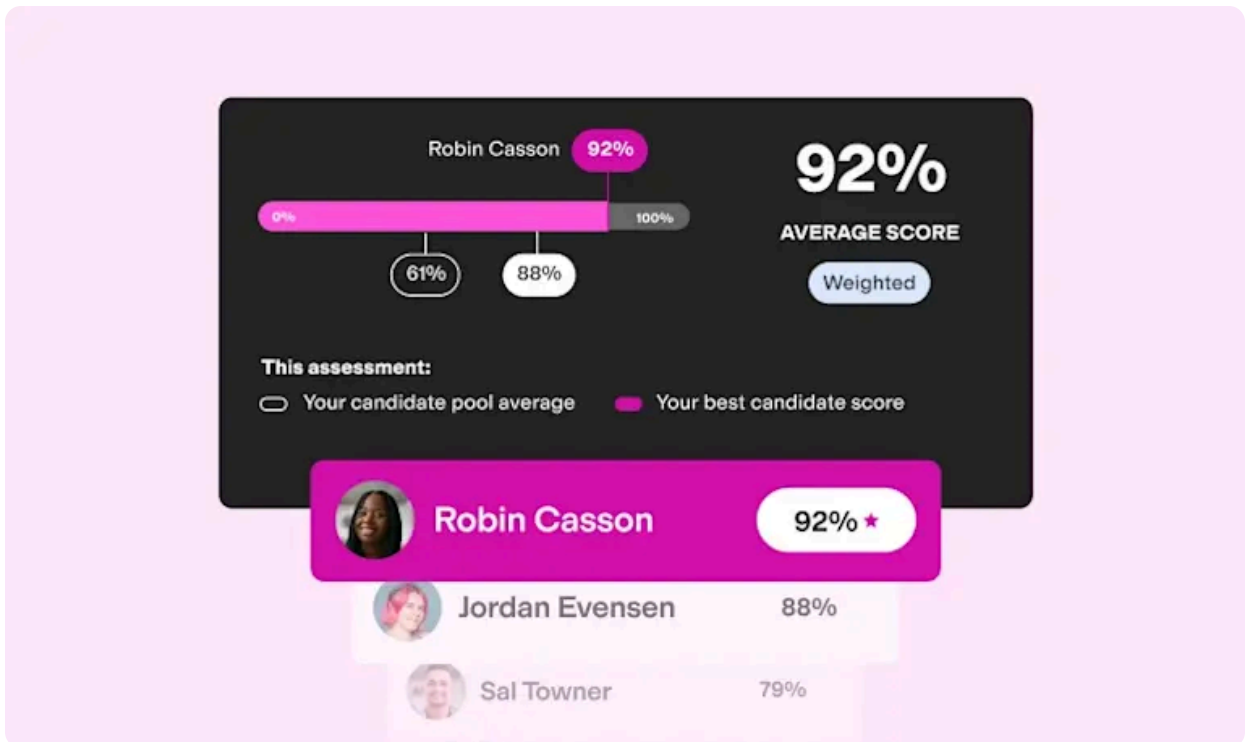 Robin Casson 92%
0% 100%
61% 88%
92%
AVERAGE SCORE
Weighted
This assessment:
Your candidate pool average Your best candidate score
Robin Casson 92%
Jordan Evensen 88%
Sal Towner 79%